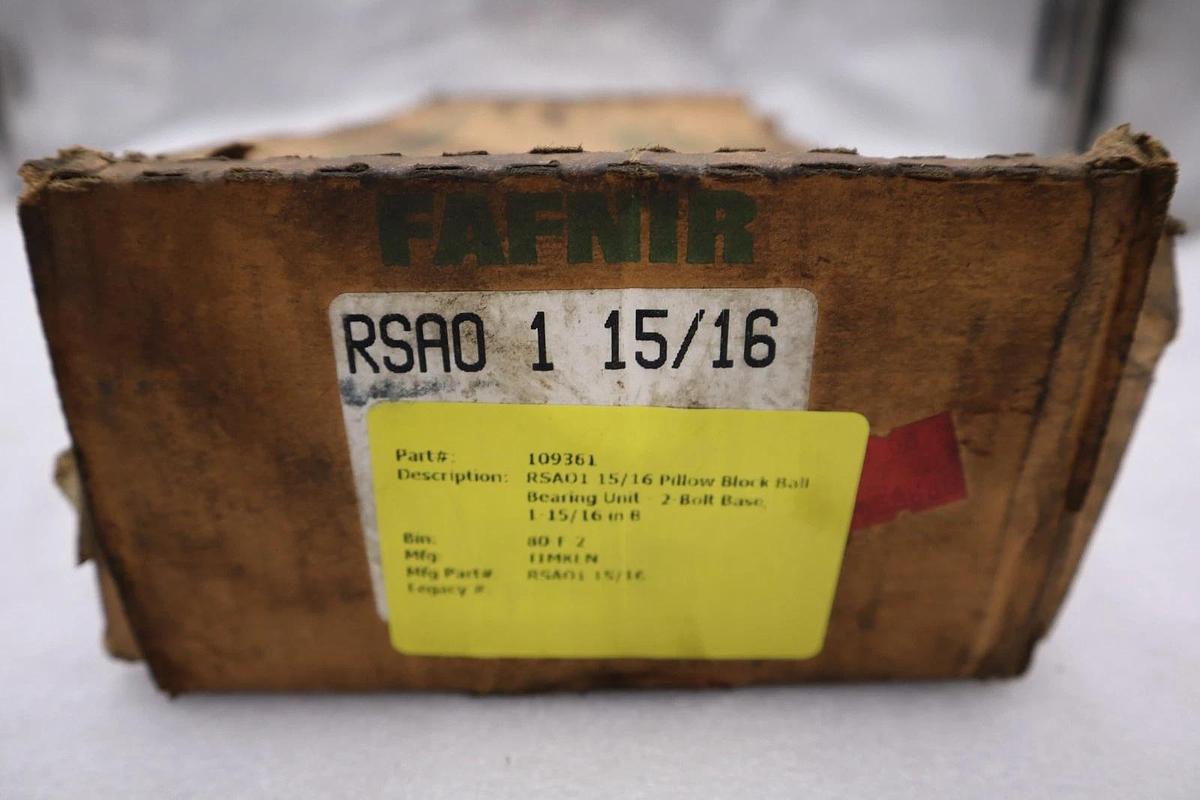 FAFNIR
RSAO 1 15/16
Part#: 109361
Description: RSAO1 15/16 Pillow Block Ball
Bearing Unit - 2-Bolt Base,
1-15/16 in B
Bin: 80 F 2
Mfg: TIMKEN
Mfg Part#: RSAO1 15/16
Legacy #: